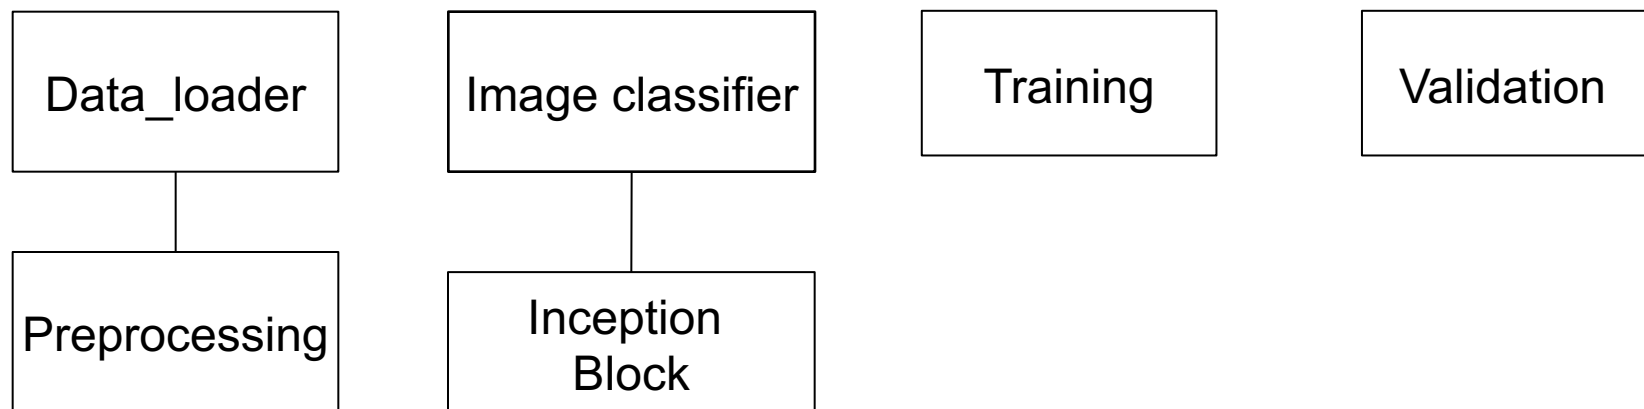 Data_loader
Image classifier
Training
Validation
Preprocessing
Inception
Block